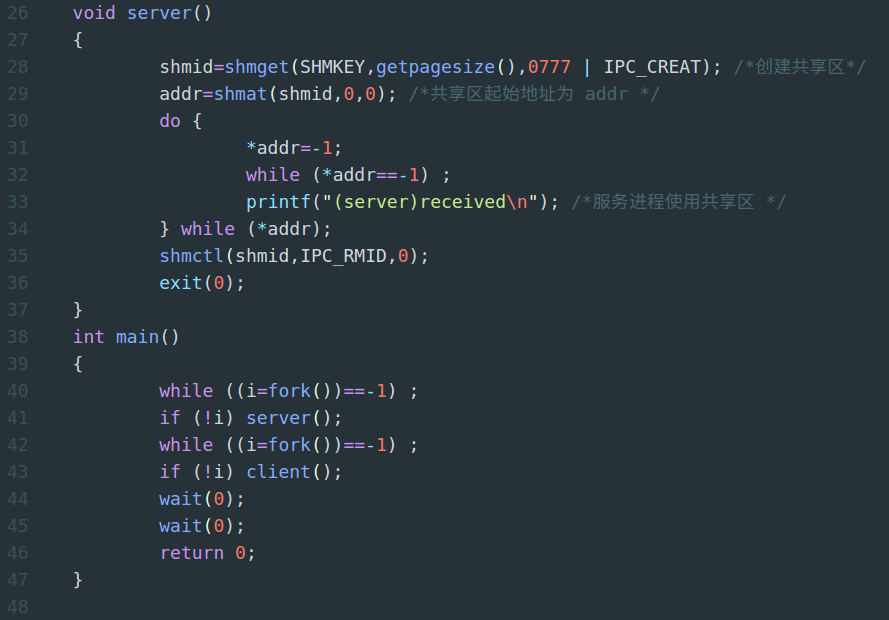 26    void server()
27    {
28            shmid=shmget(SHMKEY,getpagesize(),0777 | IPC_CREAT); /*创建共享区*/
29            addr=shmat(shmid,0,0); /*共享区起始地址为 addr */
30            do {
31                    *addr=-1;
32                    while (*addr==-1) ;
33                    printf("(server)received\n"); /*服务进程使用共享区 */
34            } while (*addr);
35            shmctl(shmid,IPC_RMID,0);
36            exit(0);
37    }
38    int main()
39    {
40            while ((i=fork())==-1) ;
41            if (!i) server();
42            while ((i=fork())==-1) ;
43            if (!i) client();
44            wait(0);
45            wait(0);
46            return 0;
47    }
48